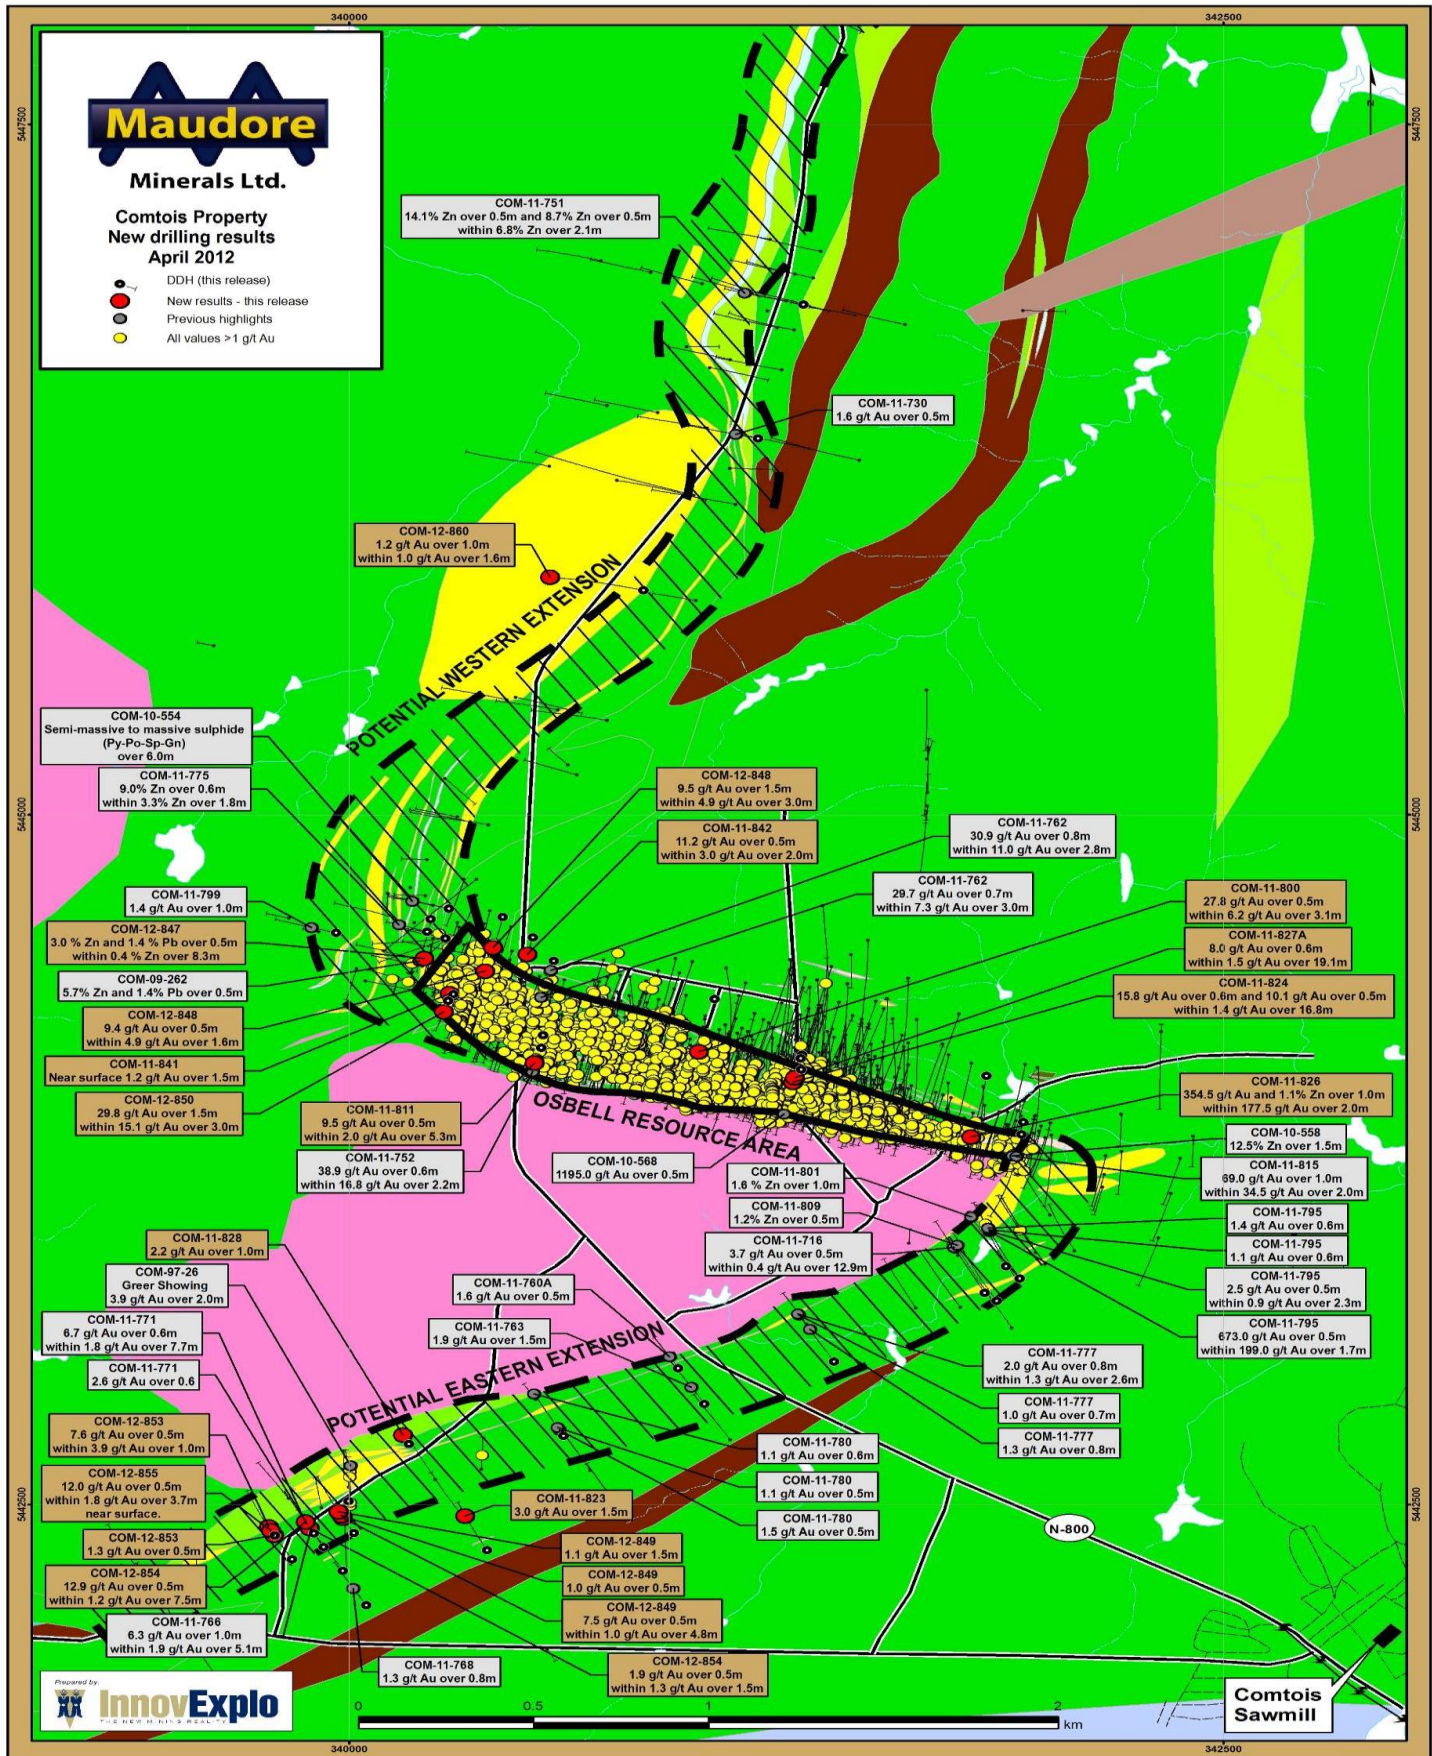 340000
342500
5447500
5447500
Maudore
Minerals Ltd.
Comtois Property
New drilling results
April 2012
DDH (this release)
New results - this release
Previous highlights
All values >1 g/t Au
COM-11-751
14.1% Zn over 0.5m and 8.7% Zn over 0.5m
within 6.8% Zn over 2.1m
COM-11-730
1.6 g/t Au over 0.5m
COM-12-860
1.2 g/t Au over 1.0m
within 1.0 g/t Au over 1.6m
POTENTIAL WESTERN EXTENSION
COM-10-554
Semi-massive to massive sulphide
(Py-Po-Sp-Gn)
over 6.0m
COM-11-775
9.0% Zn over 0.6m
within 3.3% Zn over 1.8m
5445000
5445000
COM-12-848
9.5 g/t Au over 1.5m
within 4.9 g/t Au over 3.0m
COM-11-842
11.2 g/t Au over 0.5m
within 3.0 g/t Au over 2.0m
COM-11-762
30.9 g/t Au over 0.8m
within 11.0 g/t Au over 2.8m
COM-11-762
29.7 g/t Au over 0.7m
within 7.3 g/t Au over 3.0m
COM-11-800
27.8 g/t Au over 0.5m
within 6.2 g/t Au over 3.1m
COM-11-827A
8.0 g/t Au over 0.6m
within 1.5 g/t Au over 19.1m
COM-11-824
15.8 g/t Au over 0.6m and 10.1 g/t Au over 0.5m
within 1.4 g/t Au over 16.8m
COM-11-799
1.4 g/t Au over 1.0m
COM-12-847
3.0 % Zn and 1.4 % Pb over 0.5m
within 0.4 % Zn over 8.3m
COM-09-262
5.7% Zn and 1.4% Pb over 0.5m
COM-12-848
9.4 g/t Au over 0.5m
within 4.9 g/t Au over 1.6m
COM-11-841
Near surface 1.2 g/t Au over 1.5m
COM-12-850
29.8 g/t Au over 1.5m
within 15.1 g/t Au over 3.0m
COM-11-811
9.5 g/t Au over 0.5m
within 2.0 g/t Au over 5.3m
COM-11-752
38.9 g/t Au over 0.6m
within 16.8 g/t Au over 2.2m
OSBELL RESOURCE AREA
COM-10-568
1195.0 g/t Au over 0.5m
COM-11-801
1.6 % Zn over 1.0m
COM-11-809
1.2% Zn over 0.5m
COM-11-716
3.7 g/t Au over 0.5m
within 0.4 g/t Au over 12.9m
COM-11-826
354.5 g/t Au and 1.1% Zn over 1.0m
within 177.5 g/t Au over 2.0m
COM-10-558
12.5% Zn over 1.5m
COM-11-815
69.0 g/t Au over 1.0m
within 34.5 g/t Au over 2.0m
COM-11-795
1.4 g/t Au over 0.6m
COM-11-795
1.1 g/t Au over 0.6m
COM-11-795
2.5 g/t Au over 0.5m
within 0.9 g/t Au over 2.3m
COM-11-795
673.0 g/t Au over 0.5m
within 199.0 g/t Au over 1.7m
COM-11-828
2.2 g/t Au over 1.0m
COM-97-26
Greer Showing
3.9 g/t Au over 2.0m
COM-11-771
6.7 g/t Au over 0.6m
within 1.8 g/t Au over 7.7m
COM-11-771
2.6 g/t Au over 0.6
COM-11-760A
1.6 g/t Au over 0.5m
COM-11-763
1.9 g/t Au over 1.5m
POTENTIAL EASTERN EXTENSION
COM-11-777
2.0 g/t Au over 0.8m
within 1.3 g/t Au over 2.6m
COM-11-777
1.0 g/t Au over 0.7m
COM-11-777
1.3 g/t Au over 0.8m
COM-11-780
1.1 g/t Au over 0.6m
COM-11-780
1.1 g/t Au over 0.5m
COM-11-780
1.5 g/t Au over 0.5m
COM-12-853
7.6 g/t Au over 0.5m
within 3.9 g/t Au over 1.0m
COM-12-855
12.0 g/t Au over 0.5m
within 1.8 g/t Au over 3.7m
near surface.
COM-12-853
1.3 g/t Au over 0.5m
COM-12-854
12.9 g/t Au over 0.5m
within 1.2 g/t Au over 7.5m
COM-11-766
6.3 g/t Au over 1.0m
within 1.9 g/t Au over 5.1m
COM-11-823
3.0 g/t Au over 1.5m
COM-12-849
1.1 g/t Au over 1.5m
COM-12-849
1.0 g/t Au over 0.5m
COM-12-849
7.5 g/t Au over 0.5m
within 1.0 g/t Au over 4.8m
COM-12-854
1.9 g/t Au over 0.5m
within 1.3 g/t Au over 1.5m
COM-11-768
1.3 g/t Au over 0.8m
5442500
5442500
N-800
Comtois
Sawmill
Prepared by:
InnovExplo
THE NEW MINING REALITY
0 0.5 1 2
km
340000
342500